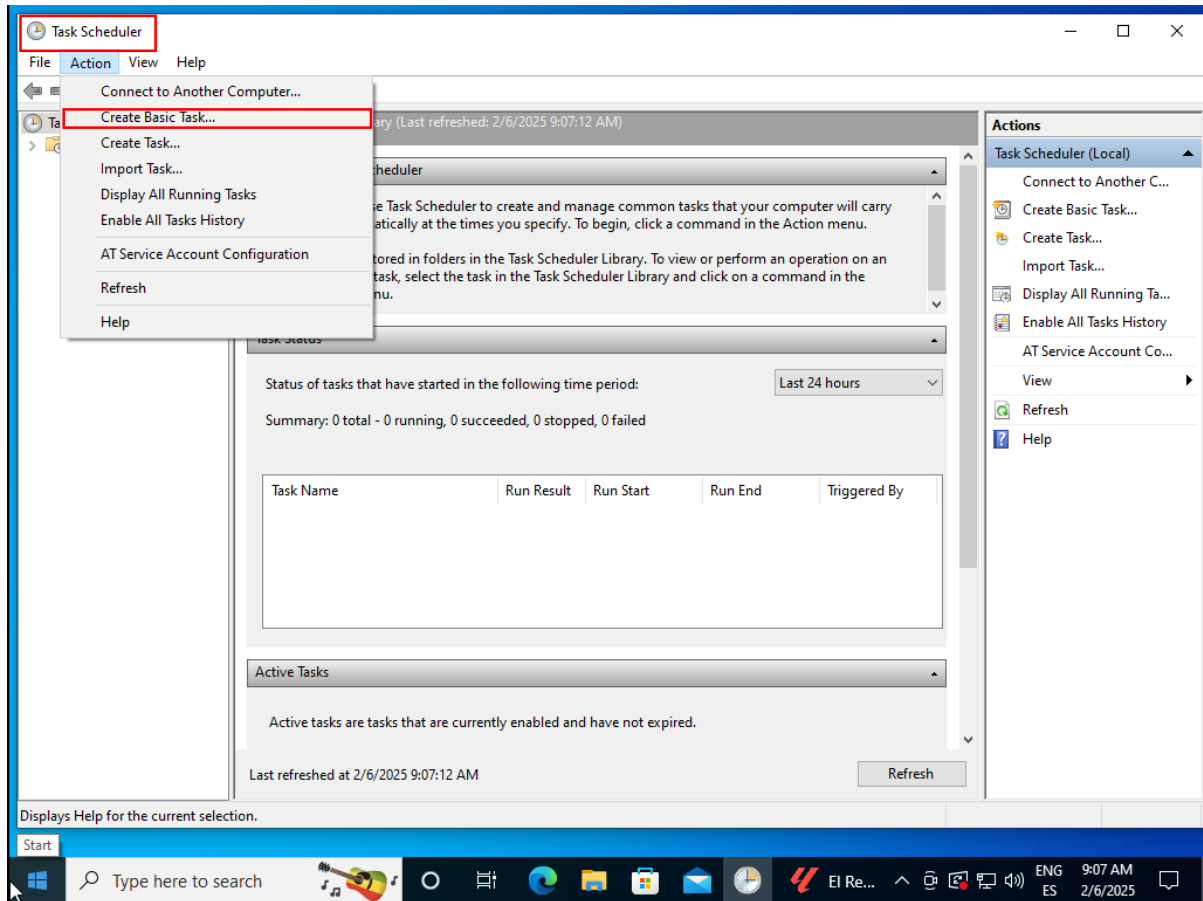 Task Scheduler
File Action View Help
Connect to Another Computer...
Create Basic Task...
Create Task...
Import Task...
Display All Running Tasks
Enable All Tasks History
AT Service Account Configuration
Refresh
Help
Ta
ary (Last refreshed: 2/6/2025 9:07:12 AM)
cheduler
se Task Scheduler to create and manage common tasks that your computer will carry
atically at the times you specify. To begin, click a command in the Action menu.
tored in folders in the Task Scheduler Library. To view or perform an operation on an
task, select the task in the Task Scheduler Library and click on a command in the
nu.
Task Status
Status of tasks that have started in the following time period: Last 24 hours
Summary: 0 total - 0 running, 0 succeeded, 0 stopped, 0 failed
Task Name Run Result Run Start Run End Triggered By
Active Tasks
Active tasks are tasks that are currently enabled and have not expired.
Last refreshed at 2/6/2025 9:07:12 AM Refresh
Actions
Task Scheduler (Local)
Connect to Another C...
Create Basic Task...
Create Task...
Import Task...
Display All Running Ta...
Enable All Tasks History
AT Service Account Co...
View
Refresh
Help
Displays Help for the current selection.
Start
Type here to search
El Re...
ENG
ES
9:07 AM
2/6/2025